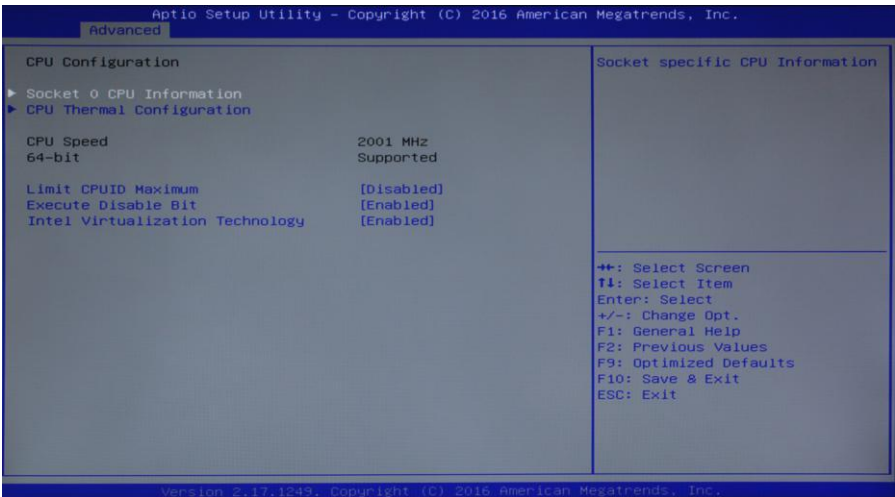 Aptio Setup Utility – Copyright (C) 2016 American Megatrends, Inc.
Advanced
CPU Configuration
Socket 0 CPU Information
CPU Thermal Configuration
CPU Speed 2001 MHz
64-bit Supported
Limit CPUID Maximum [Disabled]
Execute Disable Bit [Enabled]
Intel Virtualization Technology [Enabled]
Socket specific CPU Information
→←: Select Screen
↑↓: Select Item
Enter: Select
+/-: Change Opt.
F1: General Help
F2: Previous Values
F9: Optimized Defaults
F10: Save & Exit
ESC: Exit
Version 2.17.1249. Copyright (C) 2016 American Megatrends, Inc.